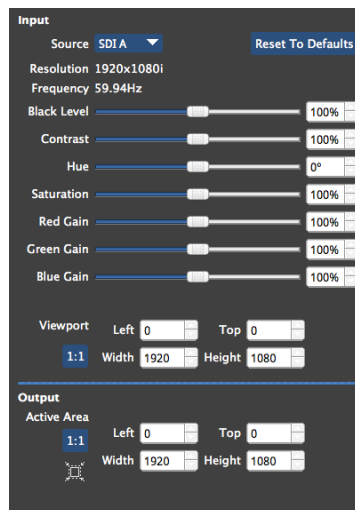 Input
Source SDI A Reset To Defaults
Resolution 1920x1080i
Frequency 59.94Hz
Black Level 100%
Contrast 100%
Hue 0°
Saturation 100%
Red Gain 100%
Green Gain 100%
Blue Gain 100%
Viewport Left 0 Top 0
1:1 Width 1920 Height 1080
Output
Active Area
1:1 Left 0 Top 0
Width 1920 Height 1080